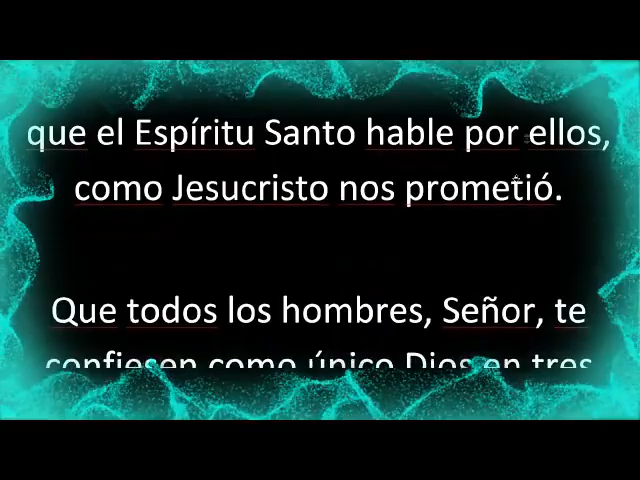 que el Espíritu Santo hable por ellos,
como Jesucristo nos prometió.
Que todos los hombres, Señor, te
confiesen como único Dios en tres